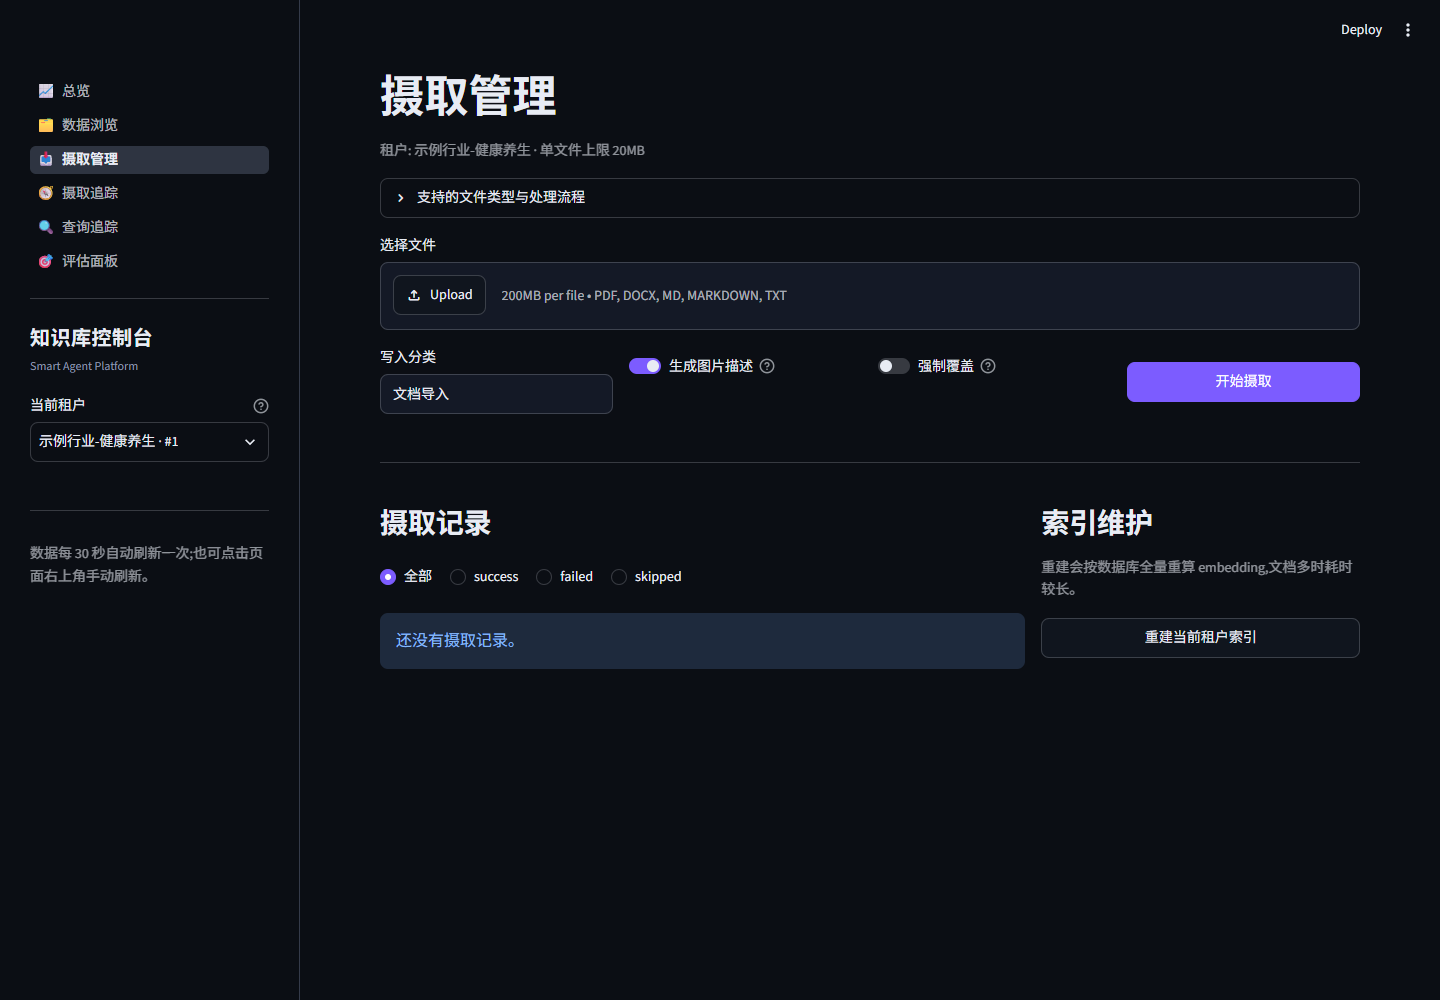 Deploy
总览
数据浏览
摄取管理
摄取追踪
查询追踪
评估面板
知识库控制台
Smart Agent Platform
当前租户
示例行业-健康养生 · #1
数据每 30 秒自动刷新一次;也可点击页
面右上角手动刷新。
摄取管理
租户: 示例行业-健康养生 · 单文件上限 20MB
支持的文件类型与处理流程
选择文件
Upload
200MB per file • PDF, DOCX, MD, MARKDOWN, TXT
写入分类
文档导入
生成图片描述
强制覆盖
开始摄取
摄取记录
全部
success
failed
skipped
还没有摄取记录。
索引维护
重建会按数据库全量重算 embedding,文档多时耗时
较长。
重建当前租户索引